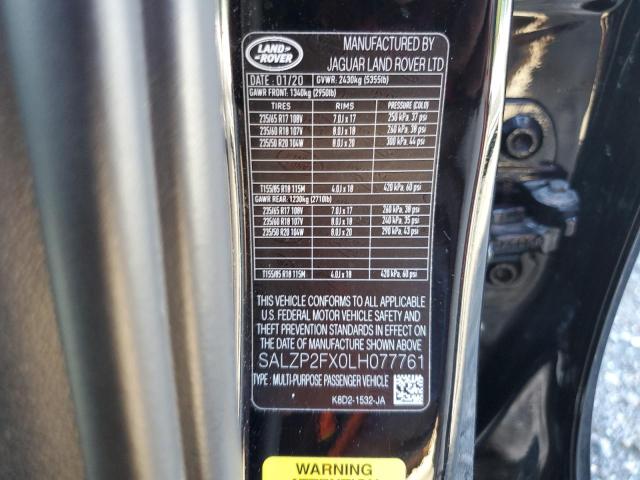 LAND ROVER
MANUFACTURED BY
JAGUAR LAND ROVER LTD
DATE: 01/20 GVWR: 2430kg (5355lb)
GAWR FRONT: 1340kg (2950lb)
TIRES RIMS PRESSURE (COLD)
235/65 R17 108V 7.0J x 17 250 kPa, 37 psi
235/60 R18 107V 8.0J x 18 260 kPa, 38 psi
235/50 R20 104W 8.0J x 20 300 kPa, 44 psi
T155/85 R18 115M 4.0J x 18 420 kPa, 60 psi
GAWR REAR: 1230kg (2710lb)
235/65 R17 108V 7.0J x 17 260 kPa, 38 psi
235/60 R18 107V 8.0J x 18 240 kPa, 35 psi
235/50 R20 104W 8.0J x 20 290 kPa, 43 psi
T155/85 R18 115M 4.0J x 18 420 kPa, 60 psi
THIS VEHICLE CONFORMS TO ALL APPLICABLE
U.S. FEDERAL MOTOR VEHICLE SAFETY AND
THEFT PREVENTION STANDARDS IN EFFECT ON
THE DATE OF MANUFACTURE SHOWN ABOVE
SALZP2FX0LH077761
TYPE: MULTI-PURPOSE PASSENGER VEHICLE
K8D2-1532-JA
WARNING
ATTENTION